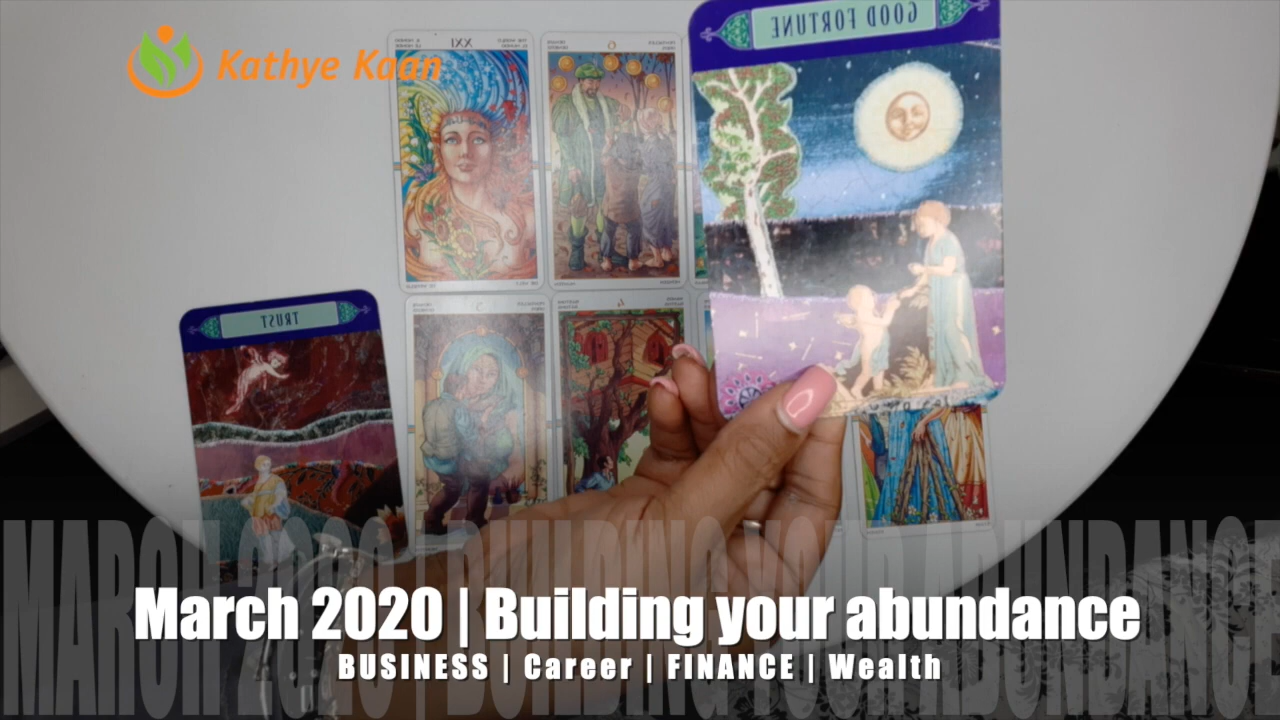 Kathye Kaan
GOOD FORTUNE
XXI
TRUST
MARCH 2020 | BUILDING YOUR ABUNDANCE
March 2020 | Building your abundance
BUSINESS | Career | FINANCE | Wealth